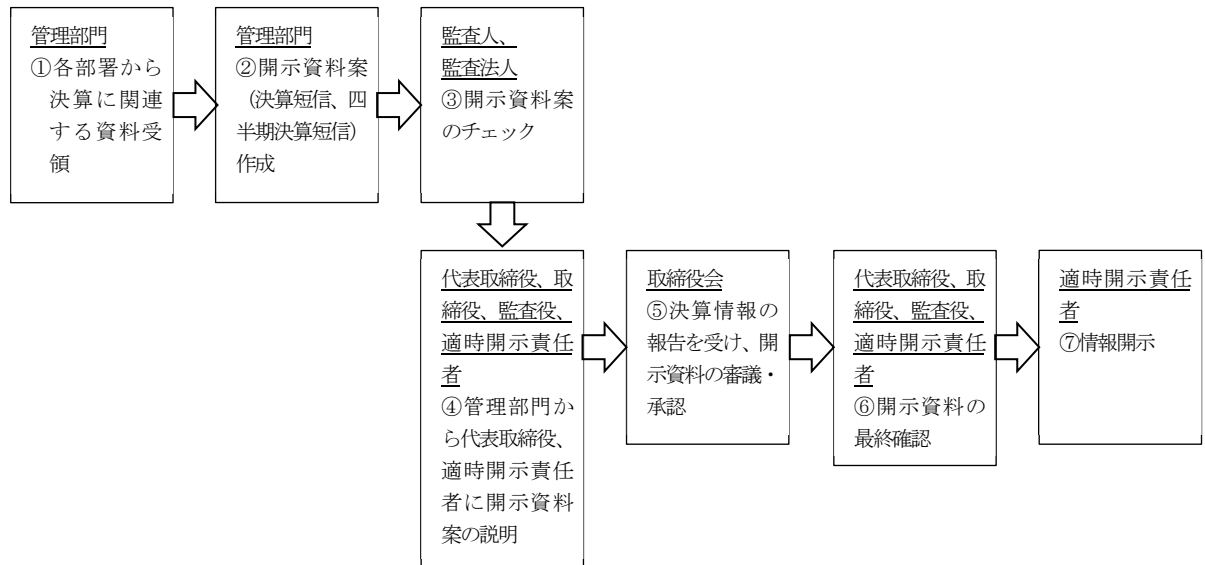 管理部門
①各部署から
決算に関連
する資料受
領
管理部門
②開示資料案
(決算短信、四
半期決算短信)
作成
監査人、
監査法人
③開示資料案
のチェック
代表取締役、取
締役、監査役、
適時開示責任
者
④管理部門か
ら代表取締役、
適時開示責任
者に開示資料
案の説明
取締役会
⑤決算情報の
報告を受け、開
示資料の審議・
承認
代表取締役、取
締役、監査役、
適時開示責任
者
⑥開示資料の
最終確認
適時開示責任
者
⑦情報開示